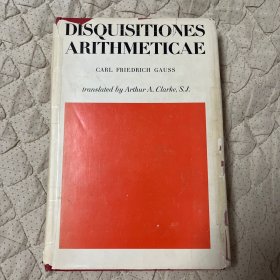 DISQUISITIONES
ARITHMETICAE
CARL FRIEDRICH GAUSS
translated by Arthur A. Clarke, S.J.